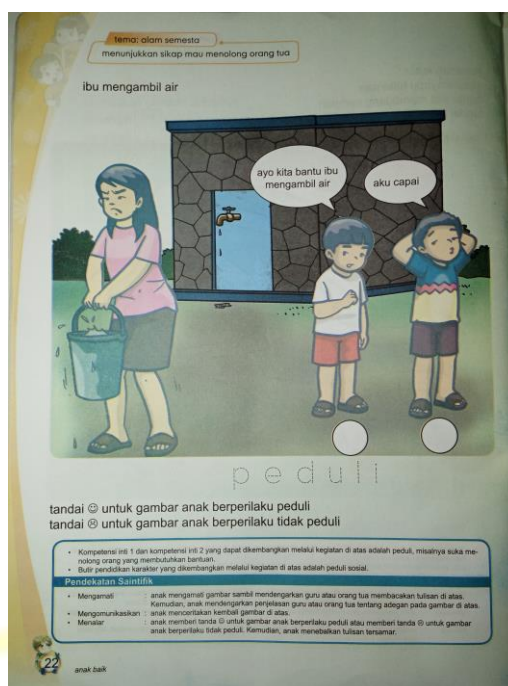 tema: alam semesta
menunjukkan sikap mau menolong orang tua
ibu mengambil air
ayo kita bantu ibu
mengambil air
aku capai
peduli
tandai ☺ untuk gambar anak berperilaku peduli
tandai ☹ untuk gambar anak berperilaku tidak peduli
• Kompetensi inti 1 dan kompetensi inti 2 yang dapat dikembangkan melalui kegiatan di atas adalah peduli, misalnya suka me-
nolong orang yang membutuhkan bantuan.
• Butir pendidikan karakter yang dikembangkan melalui kegiatan di atas adalah peduli sosial.
Pendekatan Saintifik
• Mengamati : anak mengamati gambar sambil mendengarkan guru atau orang tua membacakan tulisan di atas.
Kemudian, anak mendengarkan penjelasan guru atau orang tua tentang adegan pada gambar di atas.
• Mengomunikasikan : anak menceritakan kembali gambar di atas.
• Menalar : anak memberi tanda ☺ untuk gambar anak berperilaku peduli atau memberi tanda ☹ untuk gambar
anak berperilaku tidak peduli. Kemudian, anak menebalkan tulisan tersamar.
22
anak baik